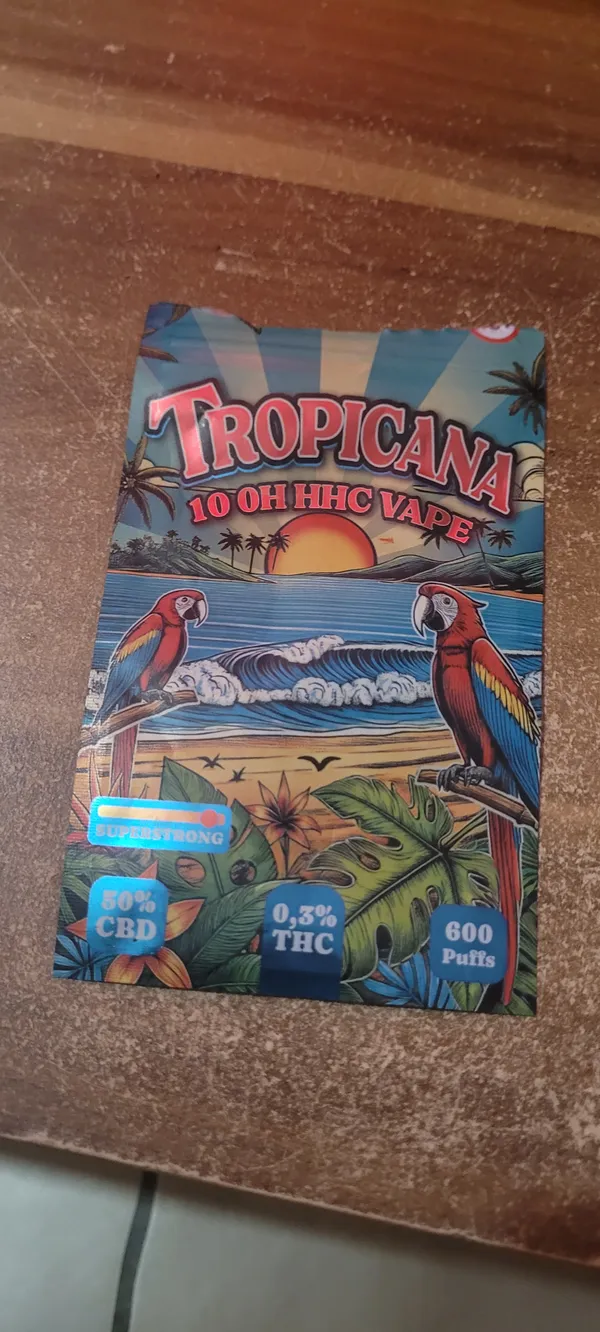 TROPICANA
10 OH HHC VAPE
SUPERSTRONG
50%
CBD
0,3%
THC
600
Puffs